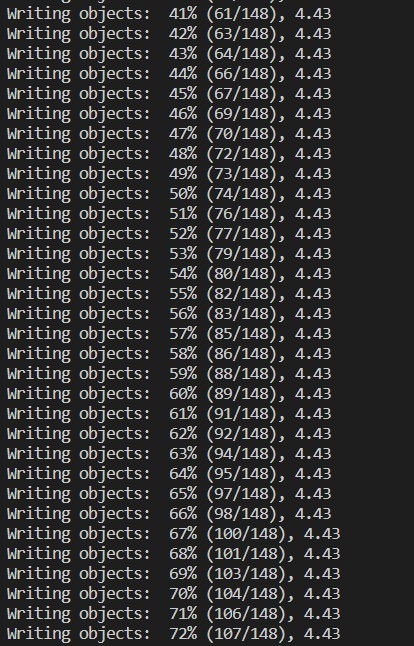 Writing objects:  41% (61/148), 4.43
Writing objects:  42% (63/148), 4.43
Writing objects:  43% (64/148), 4.43
Writing objects:  44% (66/148), 4.43
Writing objects:  45% (67/148), 4.43
Writing objects:  46% (69/148), 4.43
Writing objects:  47% (70/148), 4.43
Writing objects:  48% (72/148), 4.43
Writing objects:  49% (73/148), 4.43
Writing objects:  50% (74/148), 4.43
Writing objects:  51% (76/148), 4.43
Writing objects:  52% (77/148), 4.43
Writing objects:  53% (79/148), 4.43
Writing objects:  54% (80/148), 4.43
Writing objects:  55% (82/148), 4.43
Writing objects:  56% (83/148), 4.43
Writing objects:  57% (85/148), 4.43
Writing objects:  58% (86/148), 4.43
Writing objects:  59% (88/148), 4.43
Writing objects:  60% (89/148), 4.43
Writing objects:  61% (91/148), 4.43
Writing objects:  62% (92/148), 4.43
Writing objects:  63% (94/148), 4.43
Writing objects:  64% (95/148), 4.43
Writing objects:  65% (97/148), 4.43
Writing objects:  66% (98/148), 4.43
Writing objects:  67% (100/148), 4.43
Writing objects:  68% (101/148), 4.43
Writing objects:  69% (103/148), 4.43
Writing objects:  70% (104/148), 4.43
Writing objects:  71% (106/148), 4.43
Writing objects:  72% (107/148), 4.43